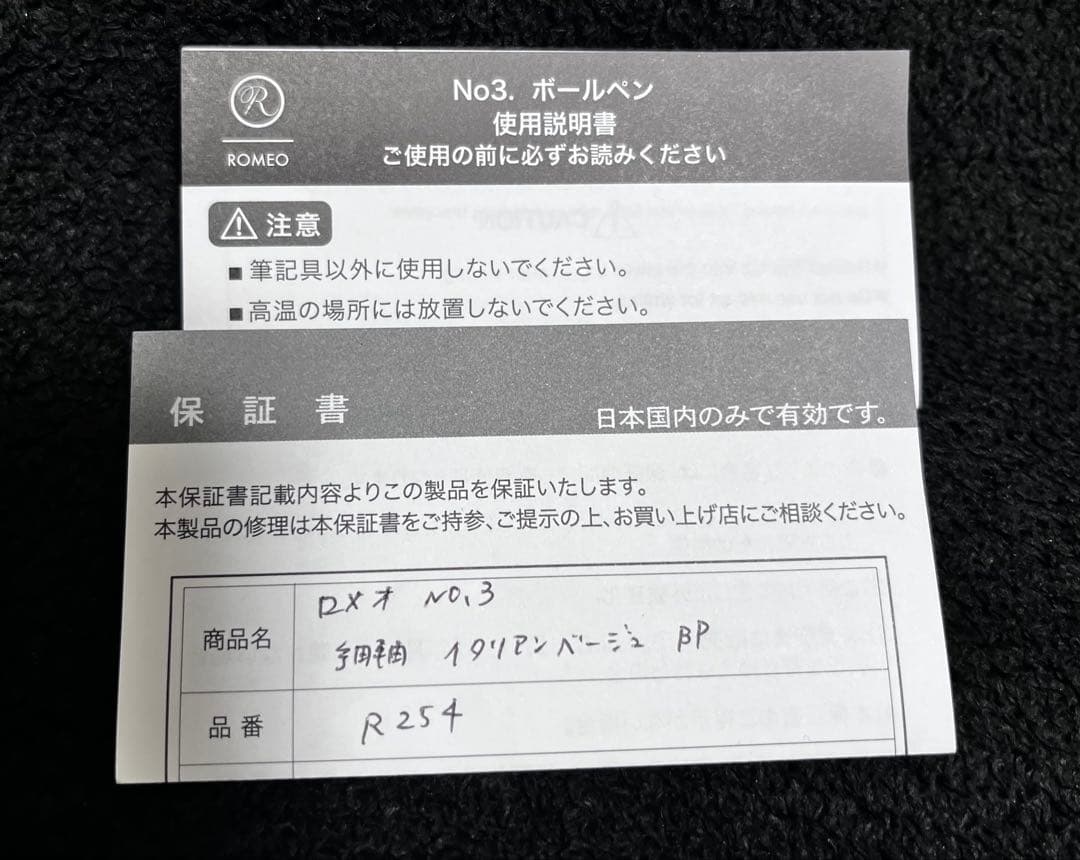 R
ROMEO
No3. ボールペン
使用説明書
ご使用の前に必ずお読みください
注意
■ 筆記具以外に使用しないでください。
■ 高温の場所には放置しないでください。
保 証 書
日本国内のみで有効です。
本保証書記載内容よりこの製品を保証いたします。
本製品の修理は本保証書をご持参、ご提示の上、お買い上げ店にご相談ください。
商品名
ロメオ NO.3
細軸 イタリアンベージュ BP
品番
R254